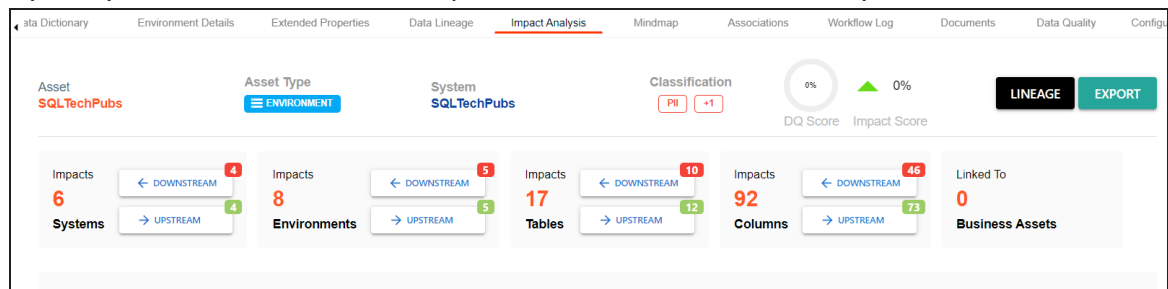 ata Dictionary Environment Details Extended Properties Data Lineage Impact Analysis Mindmap Associations Workflow Log Documents Data Quality Configu
Asset Asset Type System Classification
SQLTechPubs ENVIRONMENT SQLTechPubs PII +1 0% 0% LINEAGE EXPORT
DQ Score Impact Score
Impacts 4 Impacts 5 Impacts 10 Impacts 46 Linked To
← DOWNSTREAM ← DOWNSTREAM ← DOWNSTREAM ← DOWNSTREAM
6 8 17 92 0
4 5 12 73
Systems → UPSTREAM Environments → UPSTREAM Tables → UPSTREAM Columns → UPSTREAM Business Assets